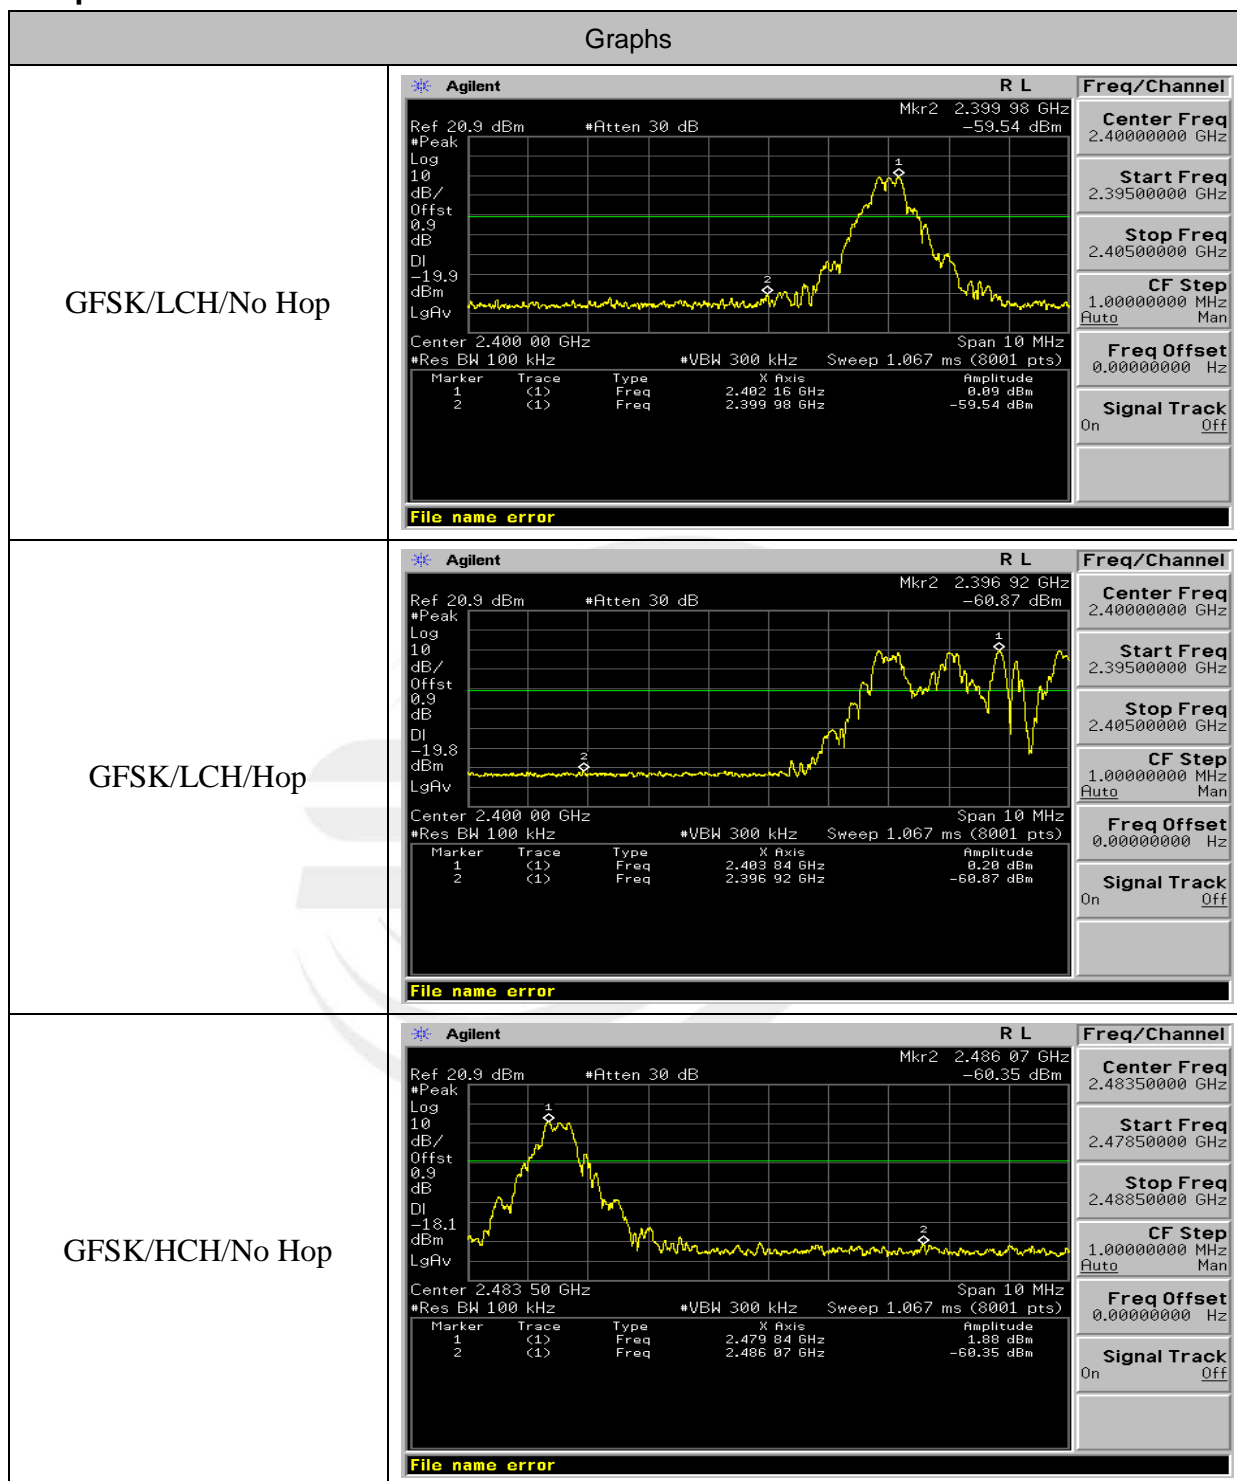 Graphs
GFSK/LCH/No Hop
Agilent R L Freq/Channel
Mkr2 2.399 98 GHz
Ref 20.9 dBm #Atten 30 dB -59.54 dBm
#Peak
Log
10
dB/
Offst
0.9
dB
DI
-19.9
dBm
LgAv
1
2
Center 2.400 00 GHz Span 10 MHz
#Res BW 100 kHz #VBW 300 kHz Sweep 1.067 ms (8001 pts)
Marker Trace Type X Axis Amplitude
1 (1) Freq 2.402 16 GHz 0.09 dBm
2 (1) Freq 2.399 98 GHz -59.54 dBm
File name error
Center Freq
2.40000000 GHz
Start Freq
2.39500000 GHz
Stop Freq
2.40500000 GHz
CF Step
1.00000000 MHz
Auto Man
Freq Offset
0.00000000 Hz
Signal Track
On Off
GFSK/LCH/Hop
Agilent R L Freq/Channel
Mkr2 2.396 92 GHz
Ref 20.9 dBm #Atten 30 dB -60.87 dBm
#Peak
Log
10
dB/
Offst
0.9
dB
DI
-19.8
dBm
LgAv
1
2
Center 2.400 00 GHz Span 10 MHz
#Res BW 100 kHz #VBW 300 kHz Sweep 1.067 ms (8001 pts)
Marker Trace Type X Axis Amplitude
1 (1) Freq 2.403 84 GHz 0.20 dBm
2 (1) Freq 2.396 92 GHz -60.87 dBm
File name error
Center Freq
2.40000000 GHz
Start Freq
2.39500000 GHz
Stop Freq
2.40500000 GHz
CF Step
1.00000000 MHz
Auto Man
Freq Offset
0.00000000 Hz
Signal Track
On Off
GFSK/HCH/No Hop
Agilent R L Freq/Channel
Mkr2 2.486 07 GHz
Ref 20.9 dBm #Atten 30 dB -60.35 dBm
#Peak
Log
10
dB/
Offst
0.9
dB
DI
-18.1
dBm
LgAv
1
2
Center 2.483 50 GHz Span 10 MHz
#Res BW 100 kHz #VBW 300 kHz Sweep 1.067 ms (8001 pts)
Marker Trace Type X Axis Amplitude
1 (1) Freq 2.479 84 GHz 1.88 dBm
2 (1) Freq 2.486 07 GHz -60.35 dBm
File name error
Center Freq
2.48350000 GHz
Start Freq
2.47850000 GHz
Stop Freq
2.48850000 GHz
CF Step
1.00000000 MHz
Auto Man
Freq Offset
0.00000000 Hz
Signal Track
On Off